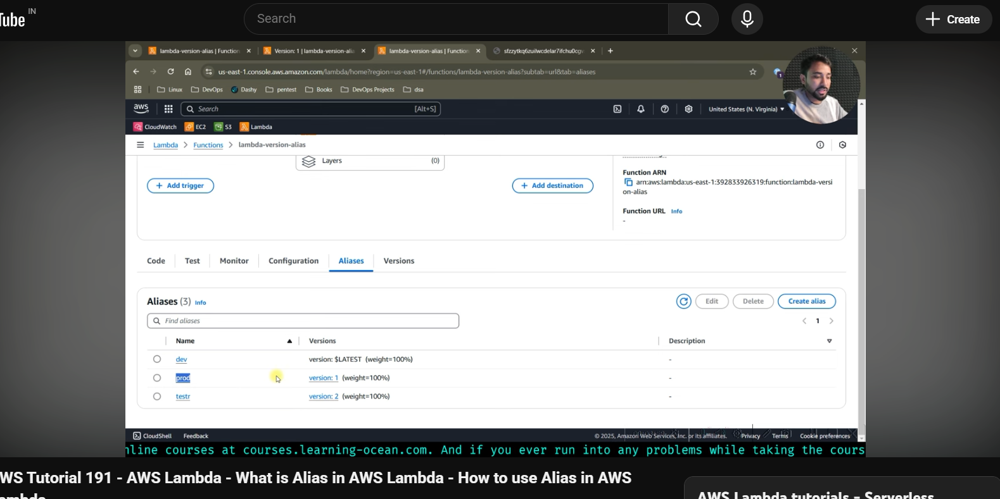 Tube IN
Search
Create
lambda-version-alias | Function
Version: 1 | lambda-version-alia
lambda-version-alias | Function
us-east-1.console.aws.amazon.com/lambda/home?region=us-east-1#/functions/lambda-version-alias?subtab=url&tab=aliases
Linux DevOps Dashy pentest Books DevOps Projects dsa
aws Search [Alt+S] United States (N. Virginia)
CloudWatch EC2 S3 Lambda
Lambda > Functions > lambda-version-alias
Layers (0)
Function ARN
+ Add trigger + Add destination
arn:aws:lambda:us-east-1:392833926319:function:lambda-versi
on-alias
Function URL Info
-
Code Test Monitor Configuration Aliases Versions
Aliases (3) Info Edit Delete Create alias
Find aliases 1
Name Versions Description
dev version: $LATEST (weight=100%) -
prod version: 1 (weight=100%) -
testr version: 2 (weight=100%) -
CloudShell Feedback © 2025, Amazon Web Services, Inc. or its affiliates. Privacy Terms Cookie preferences
nline courses at courses.learning-ocean.com. And if you ever run into any problems while taking the cours
WS Tutorial 191 - AWS Lambda - What is Alias in AWS Lambda - How to use Alias in AWS
AWS Lambda tutorials - Serverless